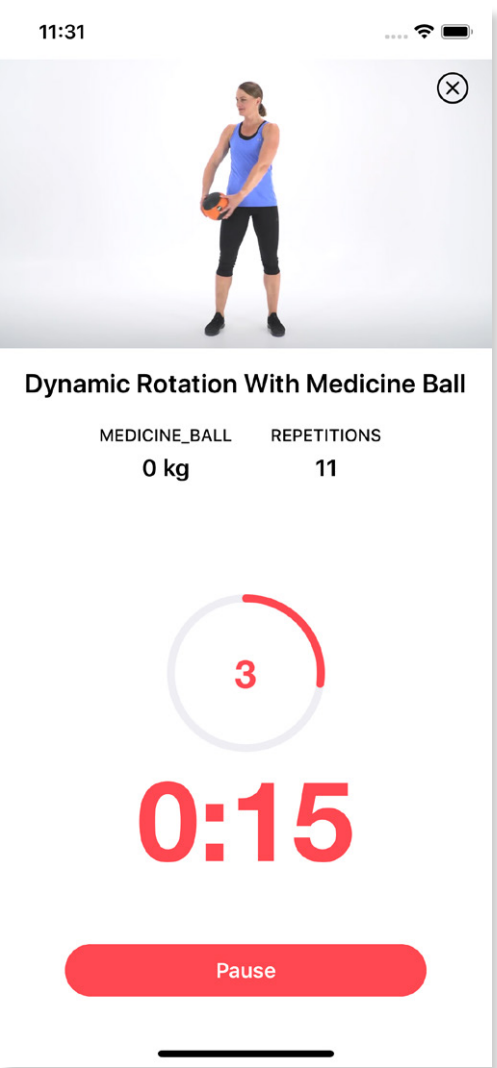 11:31
Dynamic Rotation With Medicine Ball
MEDICINE_BALL REPETITIONS
0 kg 11
3
0:15
Pause